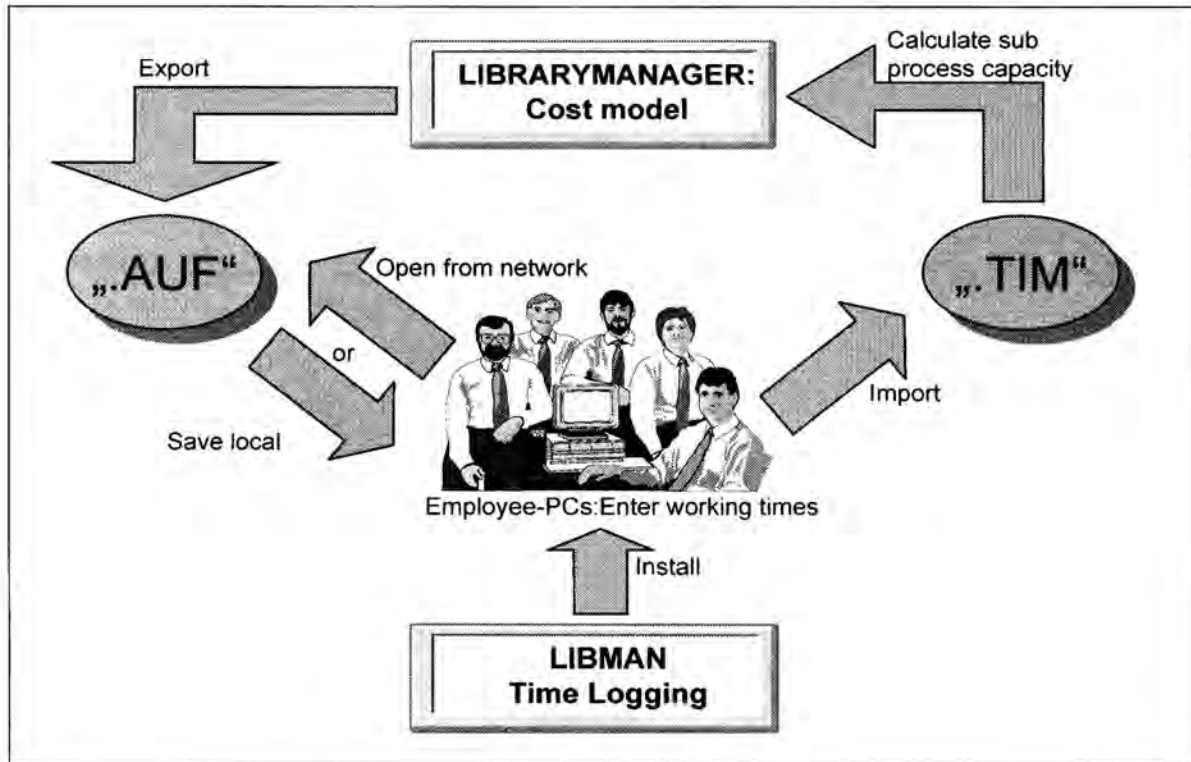 Export
LIBRARYMANAGER:
Cost model
Calculate sub
process capacity
„.AUF“
Open from network
or
Save local
„.TIM“
Import
Employee-PCs:Enter working times
Install
LIBMAN
Time Logging